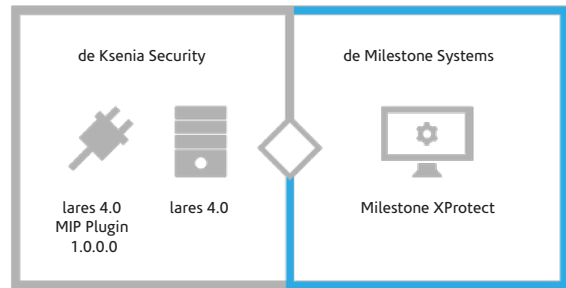 de Ksenia Security
de Milestone Systems
lares 4.0
MIP Plugin
1.0.0.0
lares 4.0
Milestone XProtect